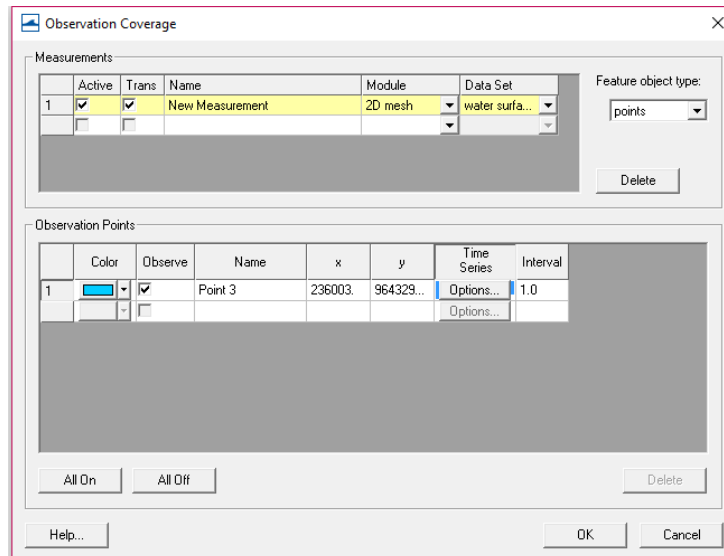 Observation Coverage
Measurements
Active Trans Name Module Data Set
1 New Measurement 2D mesh water surfa...
Feature object type:
points
Delete
Observation Points
Color Observe Name x y Time Series Interval
1 Point 3 236003. 964329... Options... 1.0
Options...
All On All Off Delete
Help... OK Cancel